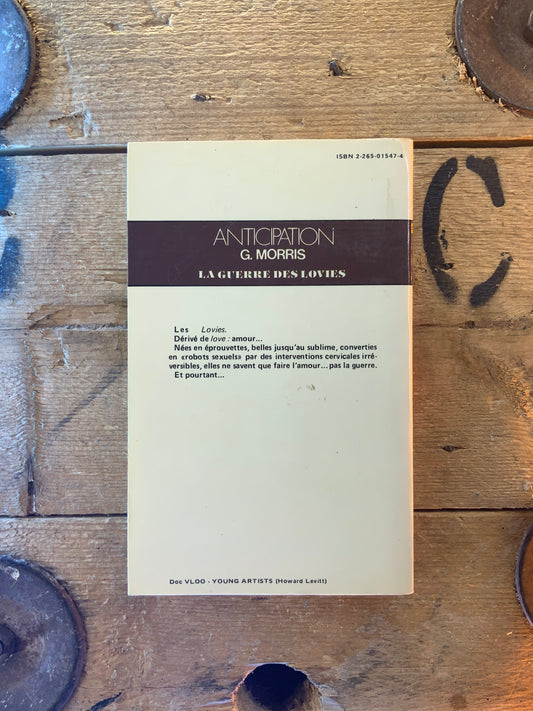 ISBN 2-265-01547-4
ANTICIPATION
G. MORRIS
LA GUERRE DES LOVIES
Les Lovies.
Dérivé de love : amour...
Nées en éprouvettes, belles jusqu'au sublime, converties
en «robots sexuels» par des interventions cervicales irré-
versibles, elles ne savent que faire l'amour... pas la guerre.
Et pourtant...
Doc VLOO - YOUNG ARTISTS (Howard Levitt)